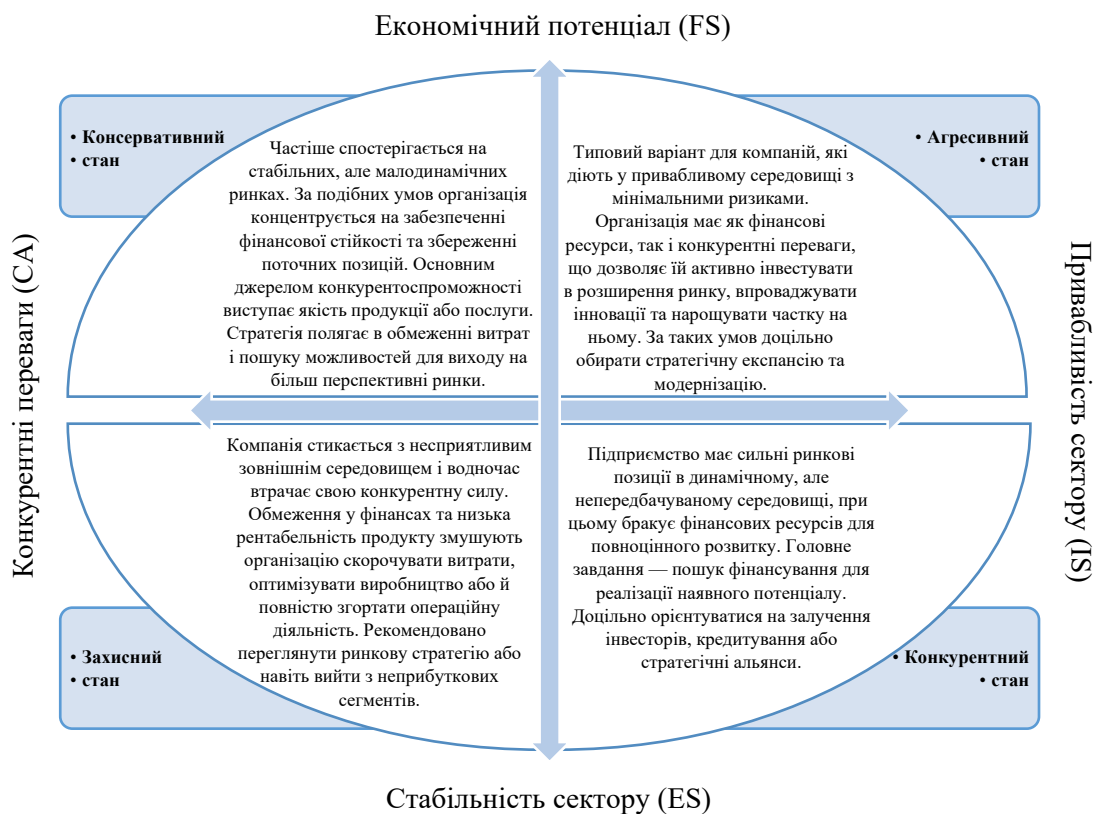 Економічний потенціал (FS)
• Консервативний
• стан
Частіше спостерігається на
стабільних, але малодинамічних
ринках. За подібних умов організація
концентрується на забезпеченні
фінансової стійкості та збереженні
поточних позицій. Основним
джерелом конкурентоспроможності
виступає якість продукції або послуги.
Стратегія полягає в обмеженні витрат
і пошуку можливостей для виходу на
більш перспективні ринки.
Типовий варіант для компаній, які
діють у привабливому середовищі з
мінімальними ризиками.
Організація має як фінансові
ресурси, так і конкурентні переваги,
що дозволяє їй активно інвестувати
в розширення ринку, впроваджувати
інновації та нарощувати частку на
ньому. За таких умов доцільно
обирати стратегічну експансію та
модернізацію.
• Агресивний
• стан
Конкурентні переваги (CA)
Привабливість сектору (IS)
Компанія стикається з несприятливим
зовнішнім середовищем і водночас
втрачає свою конкурентну силу.
Обмеження у фінансах та низька
рентабельність продукту змушують
організацію скорочувати витрати,
оптимізувати виробництво або й
повністю згортати операційну
діяльність. Рекомендовано
переглянути ринкову стратегію або
навіть вийти з неприбуткових
сегментів.
• Захисний
• стан
Підприємство має сильні ринкові
позиції в динамічному, але
непередбачуваному середовищі, при
цьому бракує фінансових ресурсів для
повноцінного розвитку. Головне
завдання — пошук фінансування для
реалізації наявного потенціалу.
Доцільно орієнтуватися на залучення
інвесторів, кредитування або
стратегічні альянси.
• Конкурентний
• стан
Стабільність сектору (ES)